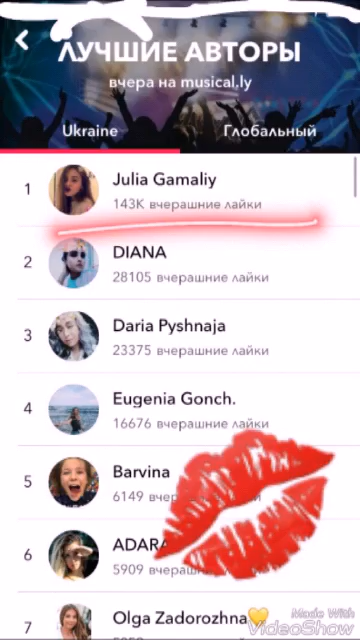 ЛУЧШИЕ АВТОРЫ
вчера на musical.ly
Ukraine
Глобальный
1
Julia Gamaliy
143K вчерашние лайки
2
DIANA
28105 вчерашние лайки
3
Daria Pyshnaja
23375 вчерашние лайки
4
Eugenia Gonch.
16676 вчерашние лайки
5
Barvina
6149
6
5909 вчерашние лайки
7
Olga Zadorozhna
Made With
VideoShow